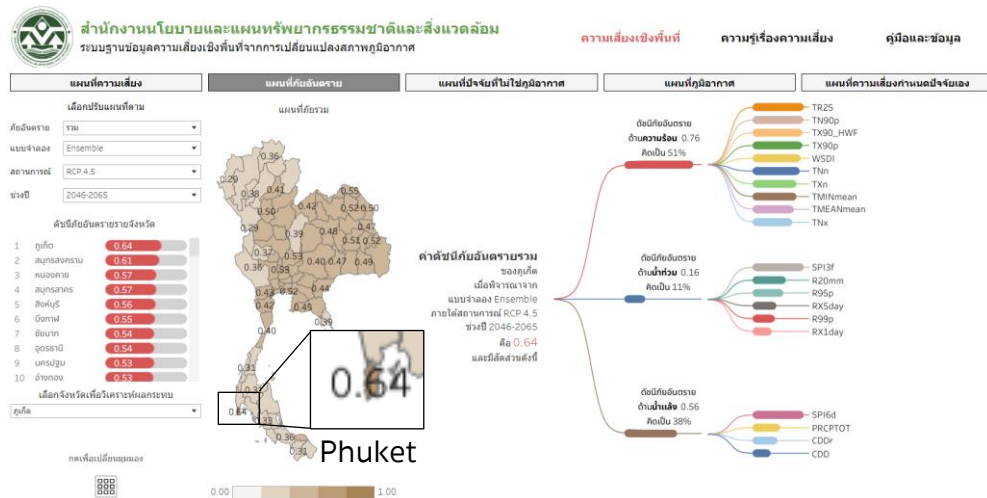 สำนักงานนโยบายและแผนทรัพยากรธรรมชาติและสิ่งแวดล้อม
ระบบฐานข้อมูลความเสี่ยงเชิงพื้นที่จากการเปลี่ยนแปลงสภาพภูมิอากาศ
ความเสี่ยงเชิงพื้นที่
ความรู้เรื่องความเสี่ยง
คู่มือและข้อมูล
แผนที่ความเสี่ยง
แผนที่ภัยอันตราย
แผนที่ปัจจัยที่ไม่ใช่ภูมิอากาศ
แผนที่ภูมิอากาศ
แผนที่ความเสี่ยงกำหนดปัจจัยเอง
เลือกปรับแผนที่ตาม
ภัยอันตราย รวม
แบบจำลอง Ensemble
สถานการณ์ RCP 4.5
ช่วงปี 2046-2065
ดัชนีภัยอันตรายรายจังหวัด
1 ภูเก็ต 0.64
2 สมุทรสงคราม 0.61
3 หนองคาย 0.57
4 สมุทรสาคร 0.57
5 สิงห์บุรี 0.56
6 บึงกาฬ 0.55
7 ชัยนาท 0.54
8 อุดรธานี 0.54
9 นครปฐม 0.53
10 อ่างทอง 0.53
เลือกจังหวัดเพื่อวิเคราะห์ผลกระทบ
ภูเก็ต
กดเพื่อเปลี่ยนมุมมอง
แผนที่ภัยรวม
0.36
0.29
0.38 0.41
0.55
0.50
0.42
0.52 0.50
0.29
0.39
0.48
0.47
0.51 0.52
0.37
0.53
0.36
0.55
0.40 0.47
0.49
0.43 0.52
0.44
0.42
0.45
0.39
0.40
0.31
0.64
0.33
0.36
0.31
0.64
Phuket
0.00
1.00
ค่าดัชนีภัยอันตรายรวม
ของภูเก็ต
เมื่อพิจารณาจาก
แบบจำลอง Ensemble
ภายใต้สถานการณ์ RCP 4.5
ช่วงปี 2046-2065
คือ 0.64
และมีสัดส่วนดังนี้
ดัชนีภัยอันตราย
ด้านความร้อน 0.76
คิดเป็น 51%
TR25
TN90p
TX90_HWF
TX90p
WSDI
TNn
TXn
TMINmean
TMEANmean
TNx
ดัชนีภัยอันตราย
ด้านน้ำท่วม 0.16
คิดเป็น 11%
SPI3f
R20mm
R95p
RX5day
R99p
RX1day
ดัชนีภัยอันตราย
ด้านน้ำแล้ง 0.56
คิดเป็น 38%
SPI6d
PRCPTOT
CDDr
CDD